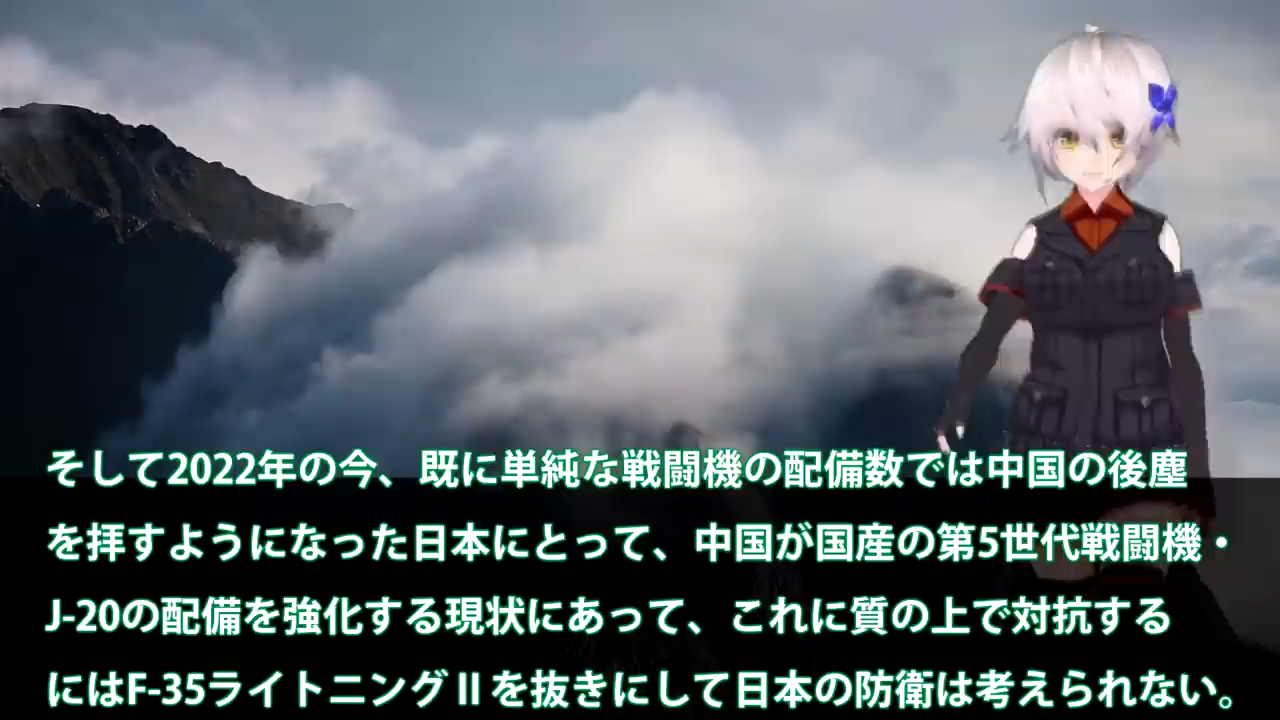 そして2022年の今、既に単純な戦闘機の配備数では中国の後塵
を拝すようになった日本にとって、中国が国産の第5世代戦闘機・
J-20の配備を強化する現状にあって、これに質の上で対抗する
にはF-35ライトニングⅡを抜きにして日本の防衛は考えられない。